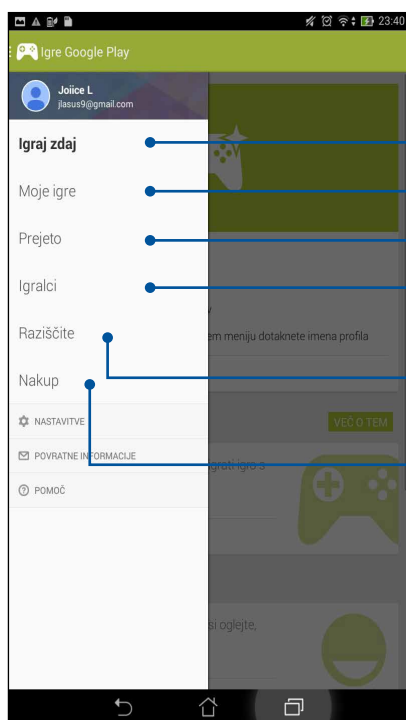 23:40
Igre Google Play
Joiice L
jlasus9@gmail.com
Igraj zdaj
Moje igre
Prejeto
Igralci
Raziščite
em meniju dotaknete imena profila
Nakup
NASTAVITVE
VEČ O TEM
POVRATNE INFORMACIJE
igroti igro s
POMOČ
si oglejte,